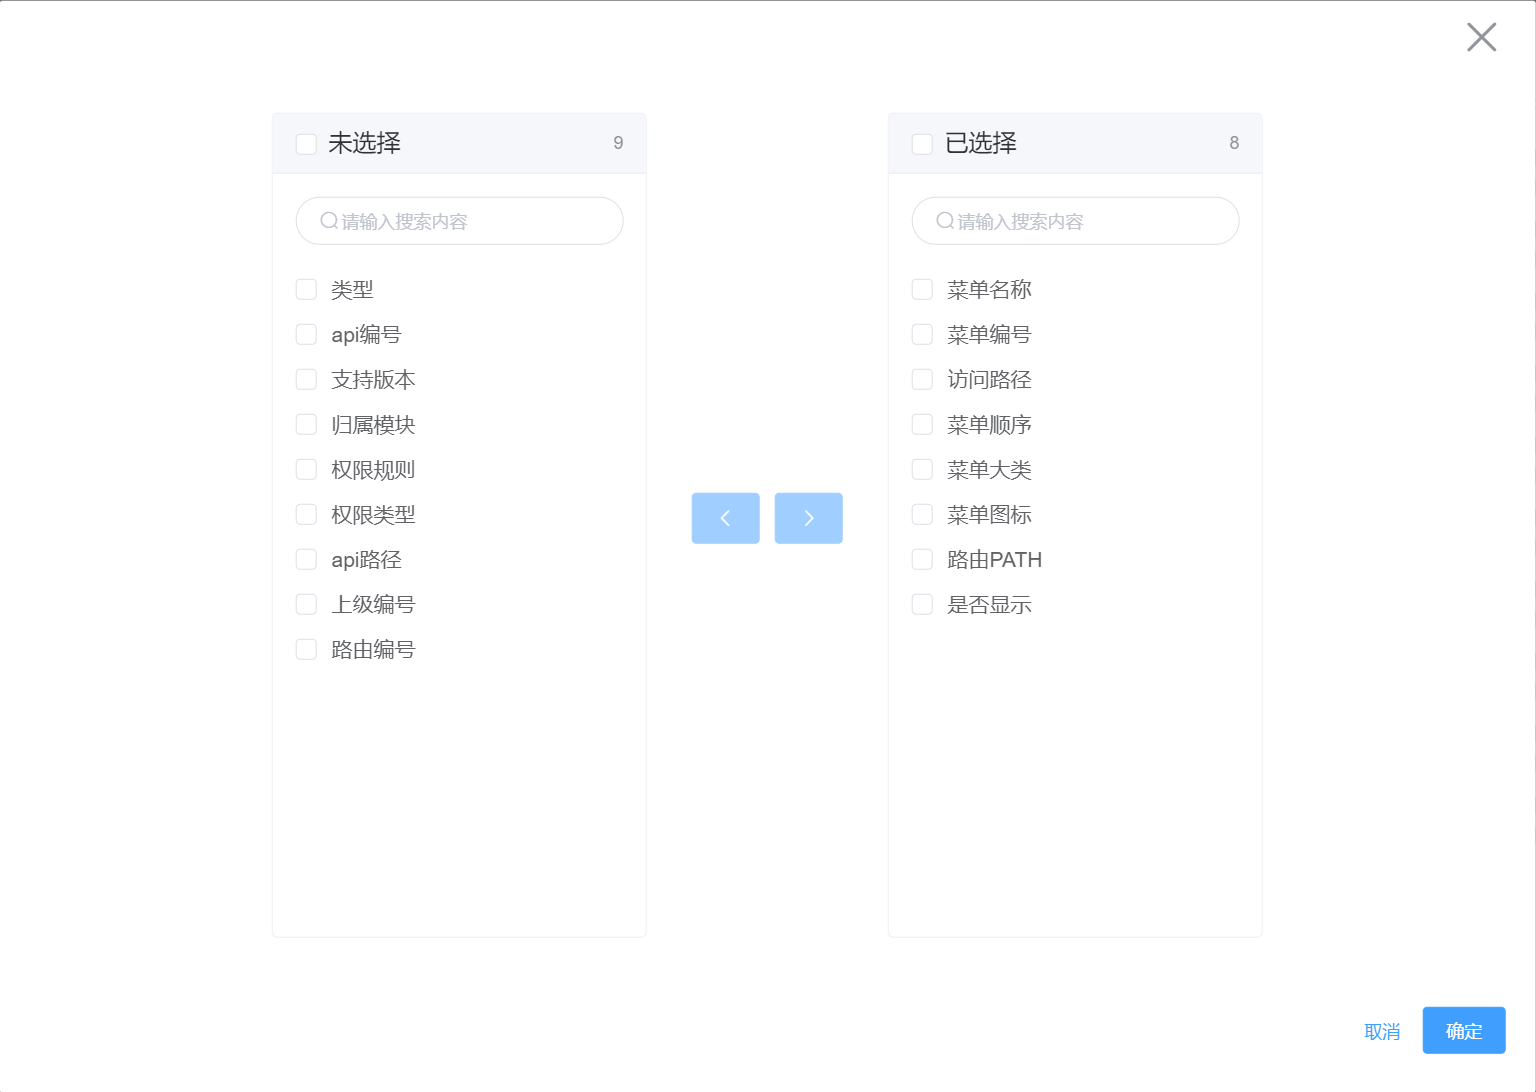 未选择 9
请输入搜索内容
类型
api编号
支持版本
归属模块
权限规则
权限类型
api路径
上级编号
路由编号
已选择 8
请输入搜索内容
菜单名称
菜单编号
访问路径
菜单顺序
菜单大类
菜单图标
路由PATH
是否显示
取消 确定